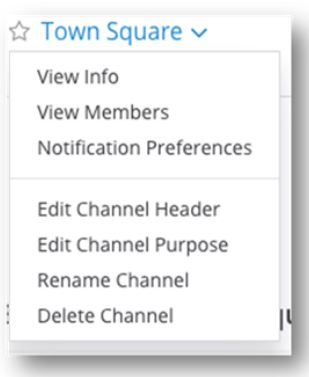 Town Square
View Info
View Members
Notification Preferences
Edit Channel Header
Edit Channel Purpose
Rename Channel
Delete Channel